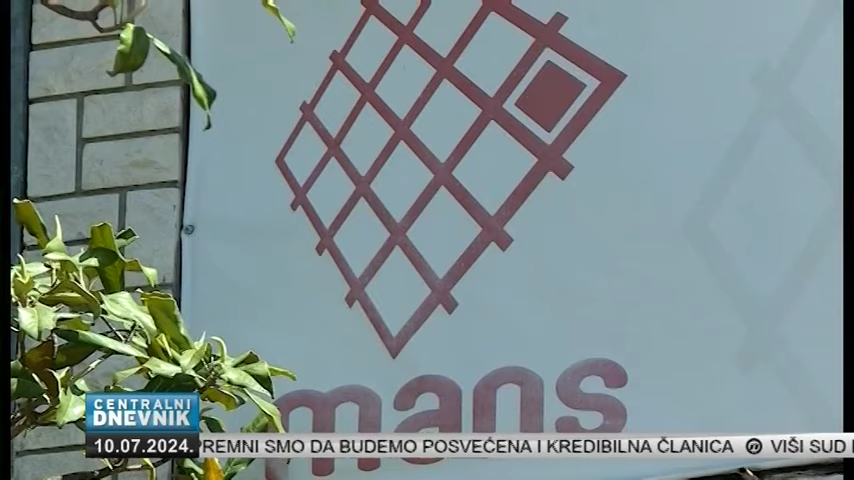 mans
CENTRALNI
DNEVNIK
10.07.2024.
PREMNI SMO DA BUDEMO POSVEĆENA I KREDIBILNA ČLANICA
VIŠI SUD